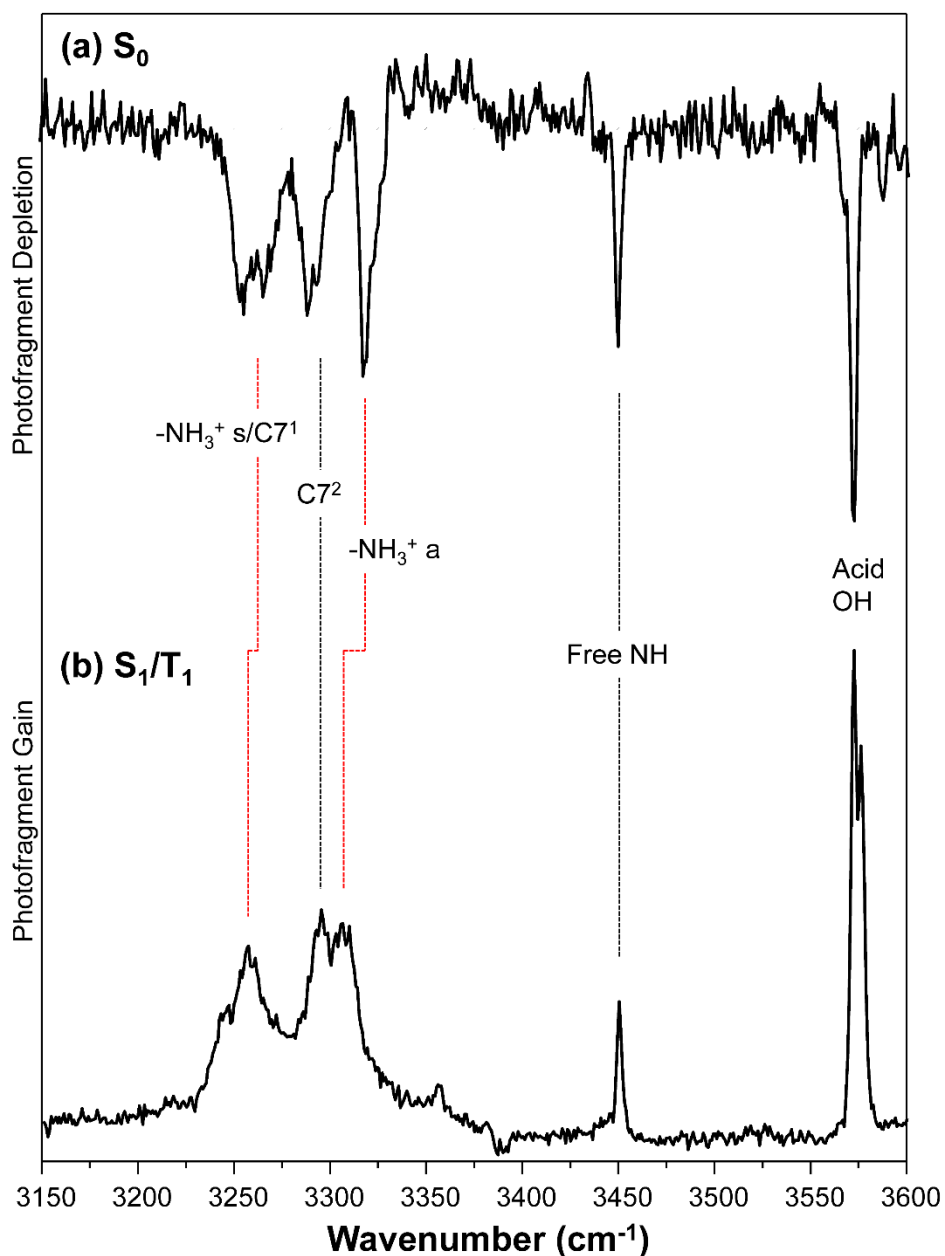 (a) S₀
Photofragment Depletion
-NH₃⁺ s/C7¹
C7²
-NH₃⁺ a
Acid
OH
Free NH
(b) S₁/T₁
Photofragment Gain
3150 3200 3250 3300 3350 3400 3450 3500 3550 3600
Wavenumber (cm⁻¹)